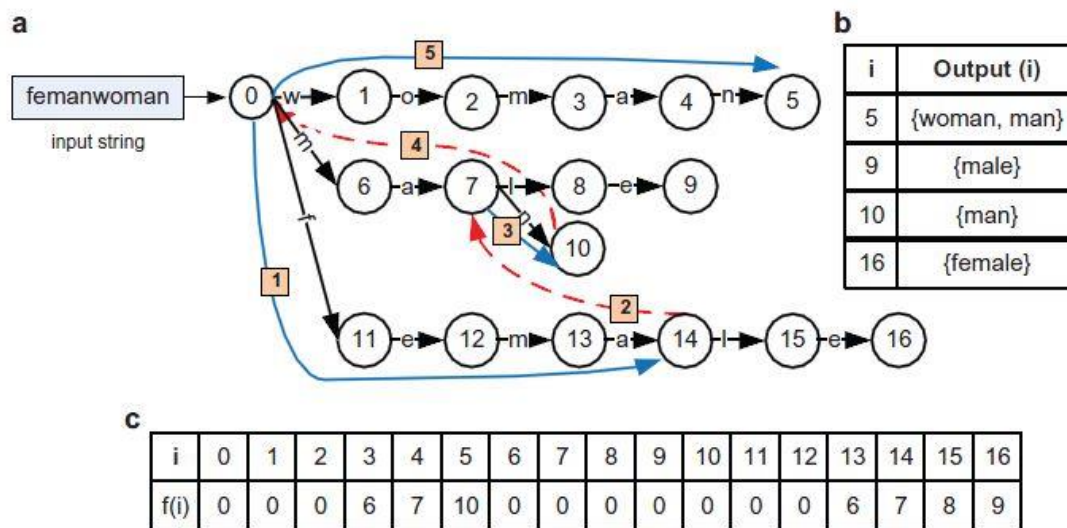 a
b
5
femanwoman
0 w 1 o 2 m 3 a 4 n 5
input string
4
m 6 a 7 l 8 e 9
n
3
10
f
1
2
11 e 12 m 13 a 14 l 15 e 16
i Output (i)
5 {woman, man}
9 {male}
10 {man}
16 {female}
c
i 0 1 2 3 4 5 6 7 8 9 10 11 12 13 14 15 16
f(i) 0 0 0 6 7 10 0 0 0 0 0 0 0 6 7 8 9